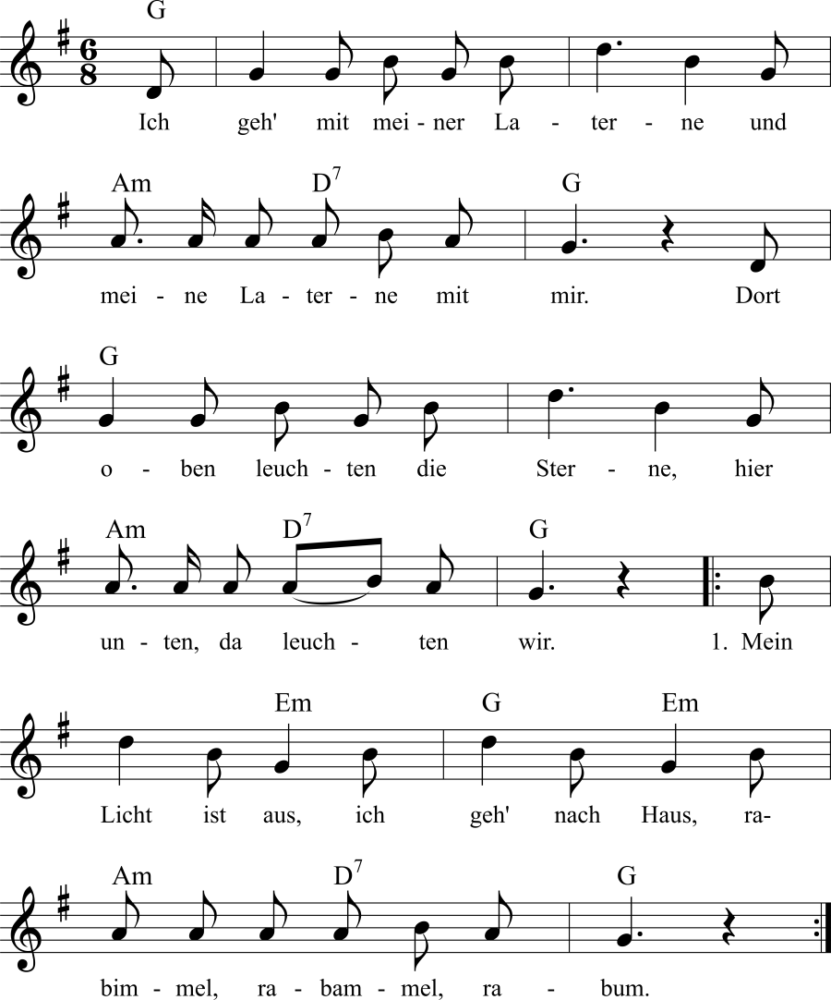 G
6
8
Ich geh' mit mei - ner La - ter - ne und
Am D7 G
mei - ne La - ter - ne mit mir. Dort
G
o - ben leuch - ten die Ster - ne, hier
Am D7 G
un - ten, da leuch - ten wir. 1. Mein
Em G Em
Licht ist aus, ich geh' nach Haus, ra-
Am D7 G
bim - mel, ra - bam - mel, ra - bum.